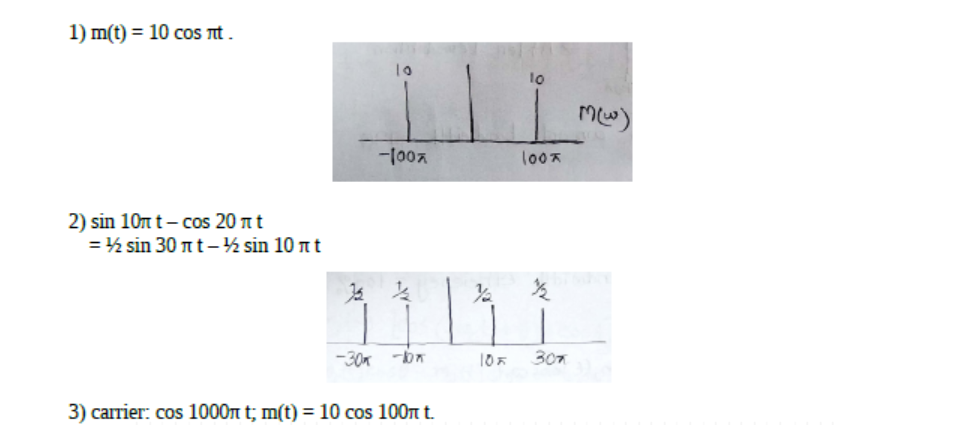 1) m(t) = 10 cos πt .
10 10
M(ω)
-100π 100π
2) sin 10π t – cos 20 π t
= ½ sin 30 π t – ½ sin 10 π t
½ ½ ½ ½
-30π -10π 10π 30π
3) carrier: cos 1000π t; m(t) = 10 cos 100π t.